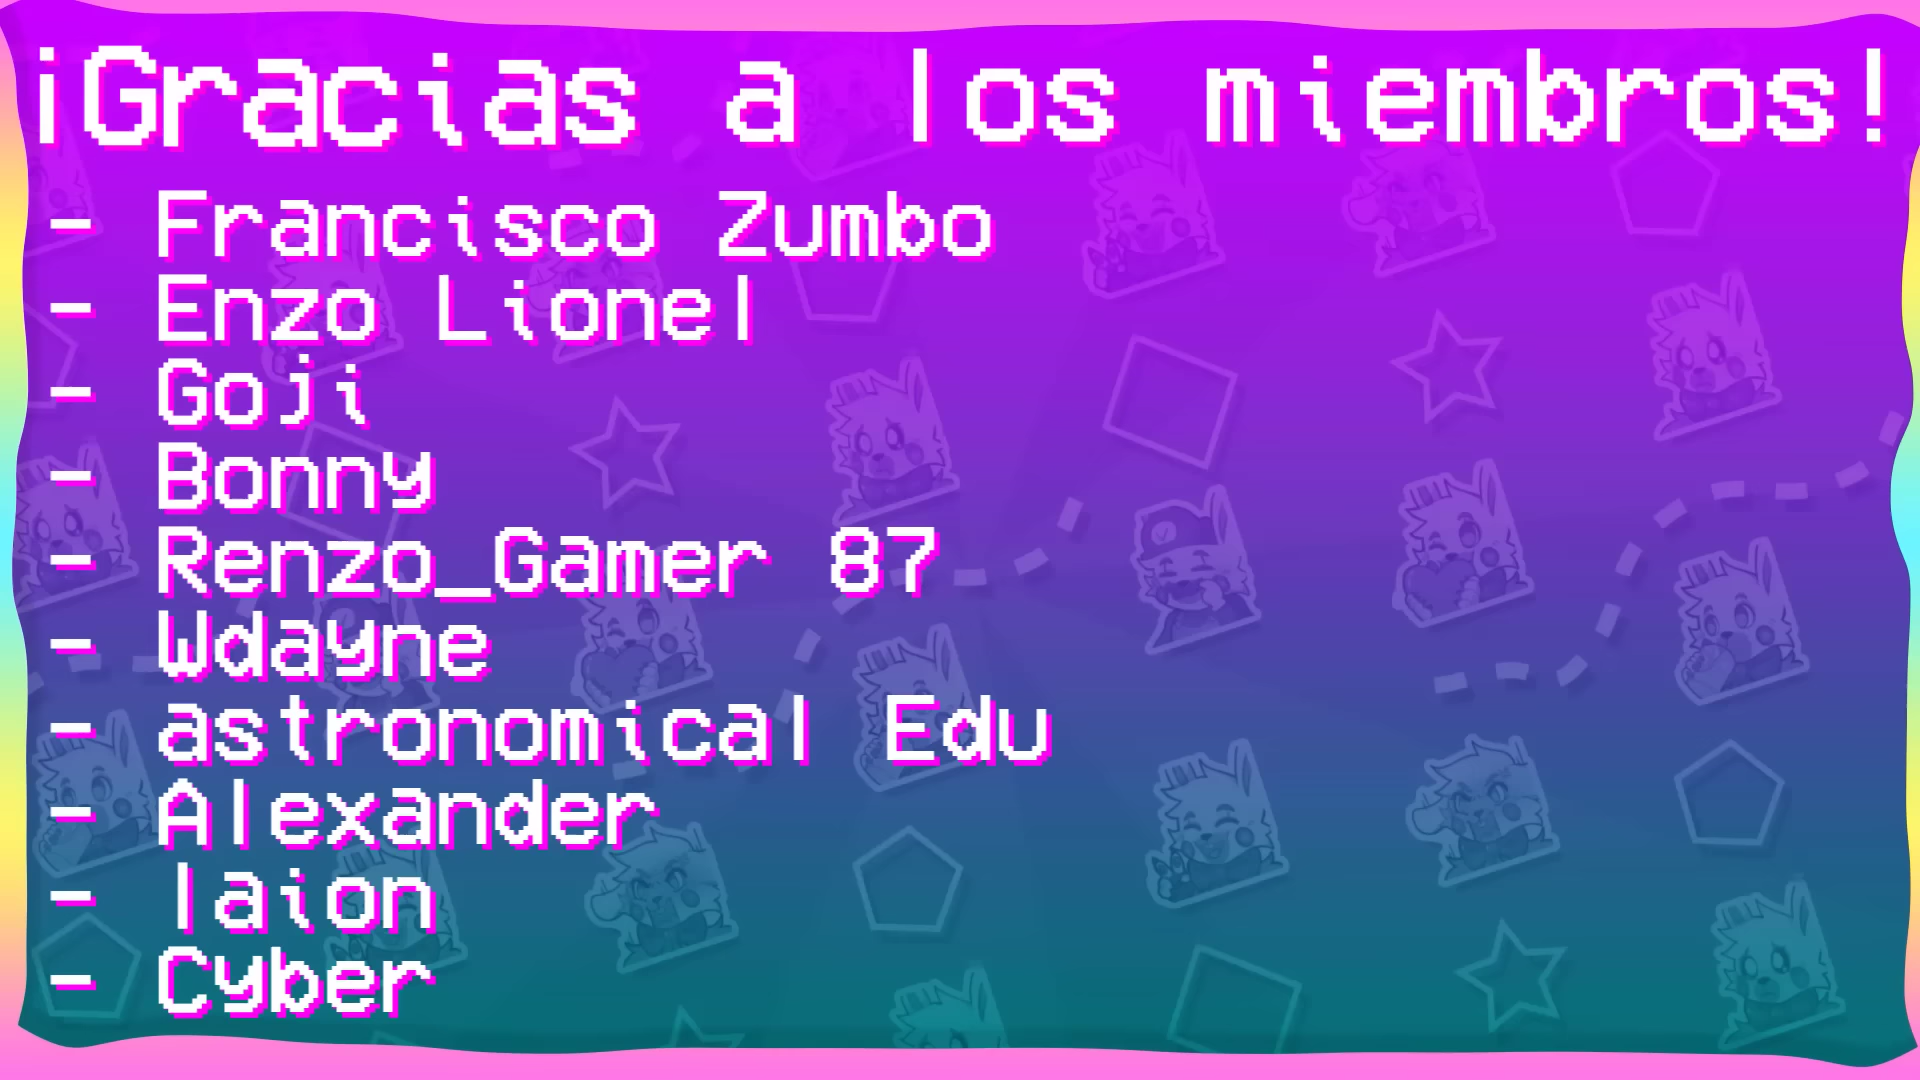 ¡Gracias a los miembros!
- Francisco Zumbo
- Enzo Lionel
- Goji
- Bonny
- Renzo_Gamer 87
- Wdayne
- astronomical Edu
- Alexander
- laion
- Cyber